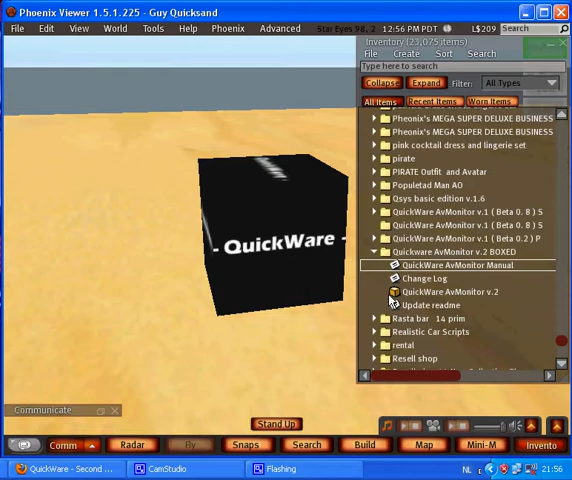 Phoenix Viewer 1.5.1.225 - Guy Quicksand
File Edit View World Tools Help Phoenix Advanced Star Eyes 98, 2 12:56 PM PDT L$209 Search
Inventory (23,075 items)
File Create Sort Search
Type here to search
Collapse Expand Filter: All Types
All Items Recent Items Worn Items
Pheonix's MEGA SUPER DELUXE BUSINESS
Pheonix's MEGA SUPER DELUXE BUSINESS
pink cocktail dress and lingerie set
pirate
PIRATE Outfit and Avatar
Populetad Man AO
Qsys basic edition v.1.6
QuickWare AvMonitor v.1 ( Beta 0. 8 ) S
QuickWare AvMonitor v.1 ( Beta 0. 8 ) S
QuickWare AvMonitor v.1 ( Beta 0.2 ) P
Quickware AvMonitor v.2 BOXED
QuickWare AvMonitor Manual
Change Log
QuickWare AvMonitor v.2
Update readme
Rasta bar 14 prim
Realistic Car Scripts
rental
Resell shop
- QuickWare -
Communicate
Stand Up
Comm Radar Fly Snaps Search Build Map Mini-M Invento
QuickWare - Second ... CamStudio Flashing NL 21:56